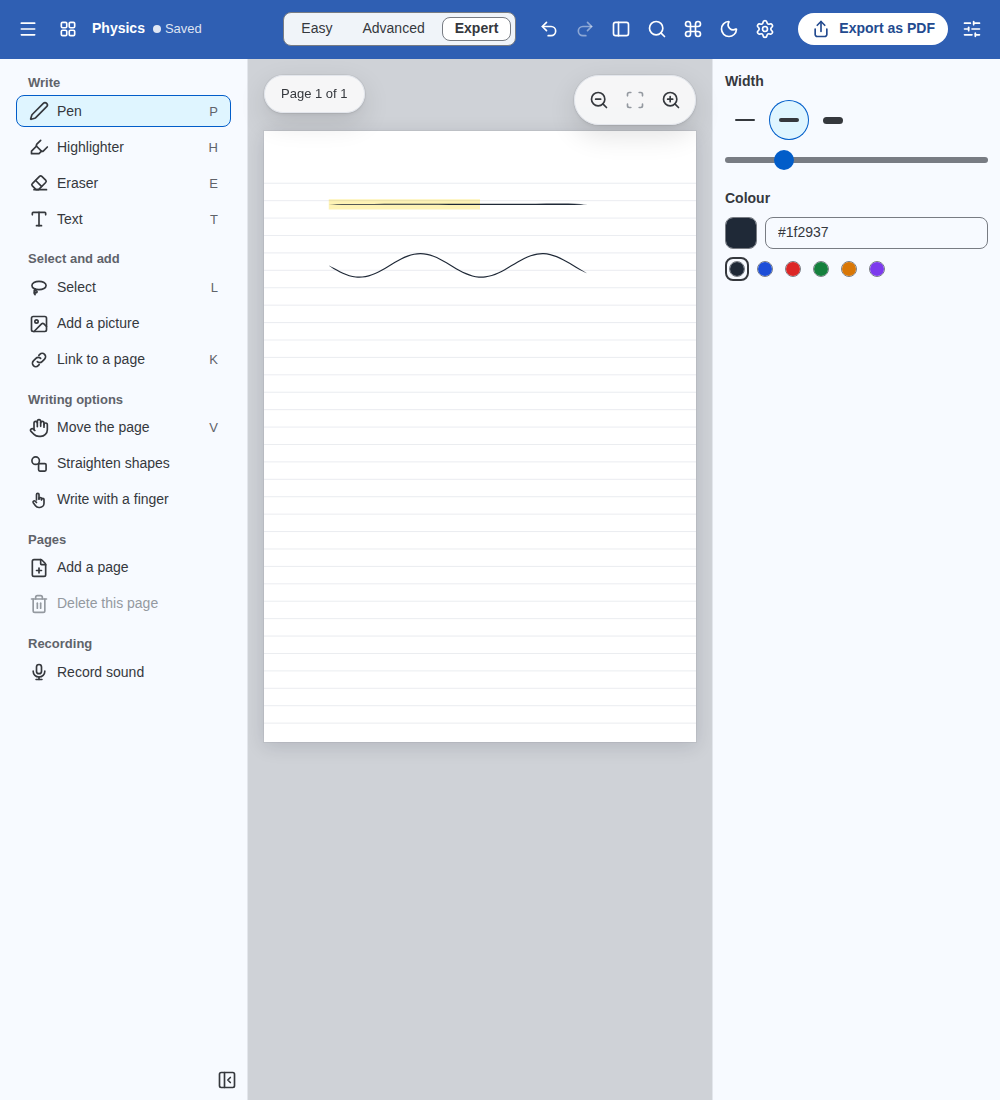 Physics Saved Easy Advanced Expert Export as PDF
Write
Pen P
Highlighter H
Eraser E
Text T
Select and add
Select L
Add a picture
Link to a page K
Writing options
Move the page V
Straighten shapes
Write with a finger
Pages
Add a page
Delete this page
Recording
Record sound
Page 1 of 1
Width
Colour
#1f2937